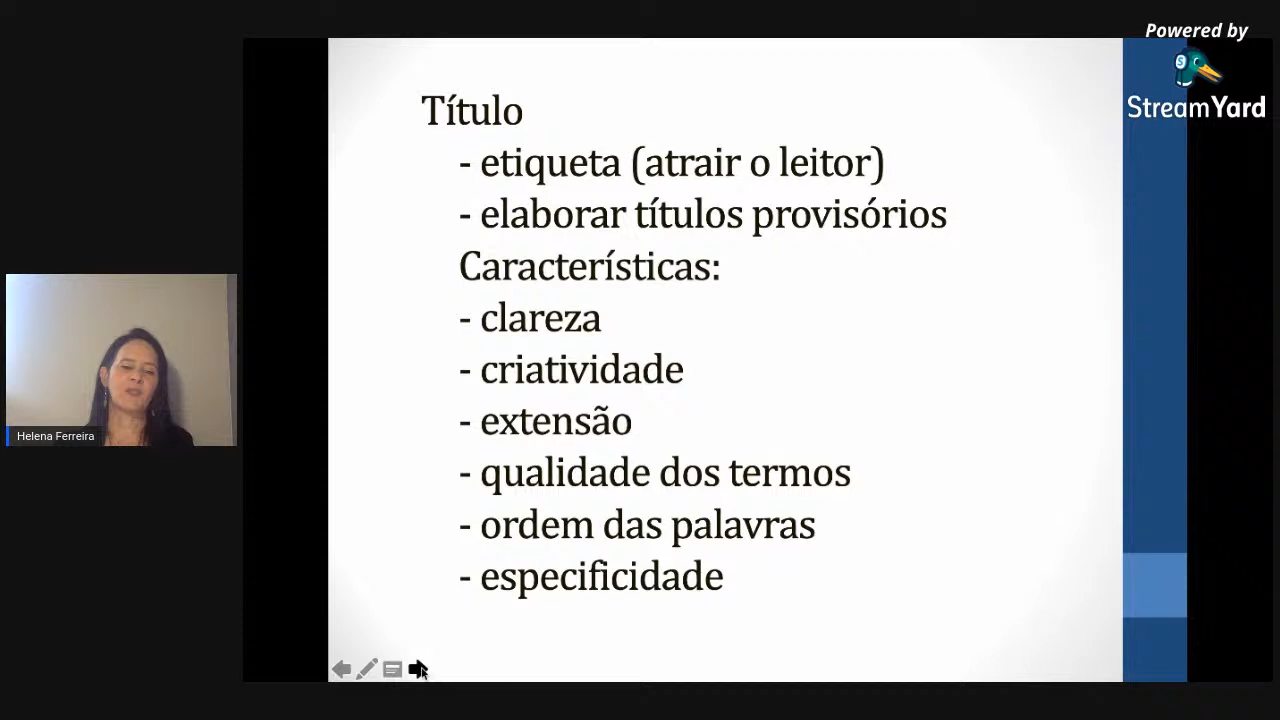 Powered by
StreamYard
Título
- etiqueta (atrair o leitor)
- elaborar títulos provisórios
Características:
- clareza
- criatividade
- extensão
- qualidade dos termos
- ordem das palavras
- especificidade
Helena Ferreira